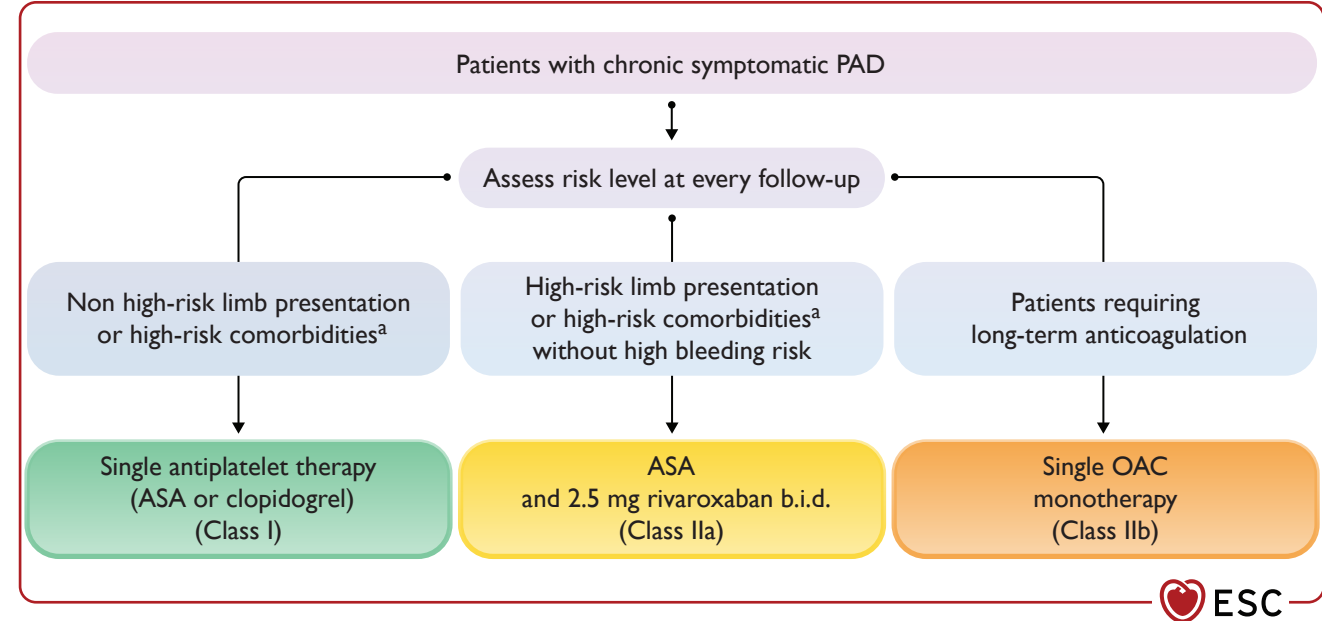 Patients with chronic symptomatic PAD
Assess risk level at every follow-up
Non high-risk limb presentation
or high-risk comorbiditiesᵃ
High-risk limb presentation
or high-risk comorbiditiesᵃ
without high bleeding risk
Patients requiring
long-term anticoagulation
Single antiplatelet therapy
(ASA or clopidogrel)
(Class I)
ASA
and 2.5 mg rivaroxaban b.i.d.
(Class IIa)
Single OAC
monotherapy
(Class IIb)
ESC